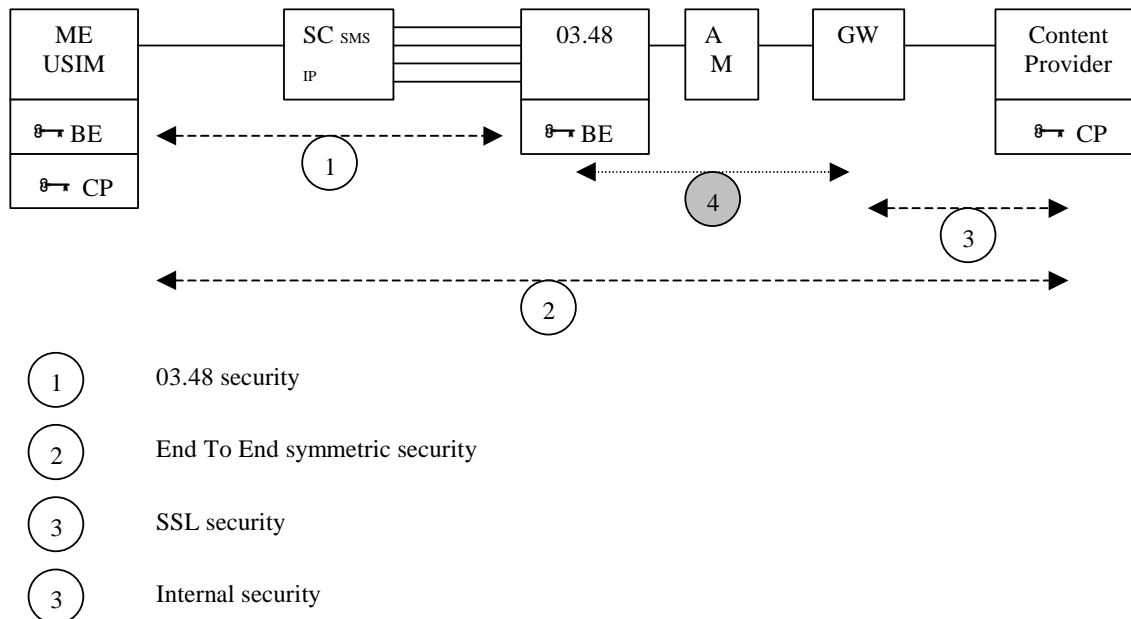 ME
USIM
SC SMS
IP
03.48
A
M
GW
Content
Provider
BE
CP
BE
CP
1
4
3
2
1 03.48 security
2 End To End symmetric security
3 SSL security
3 Internal security